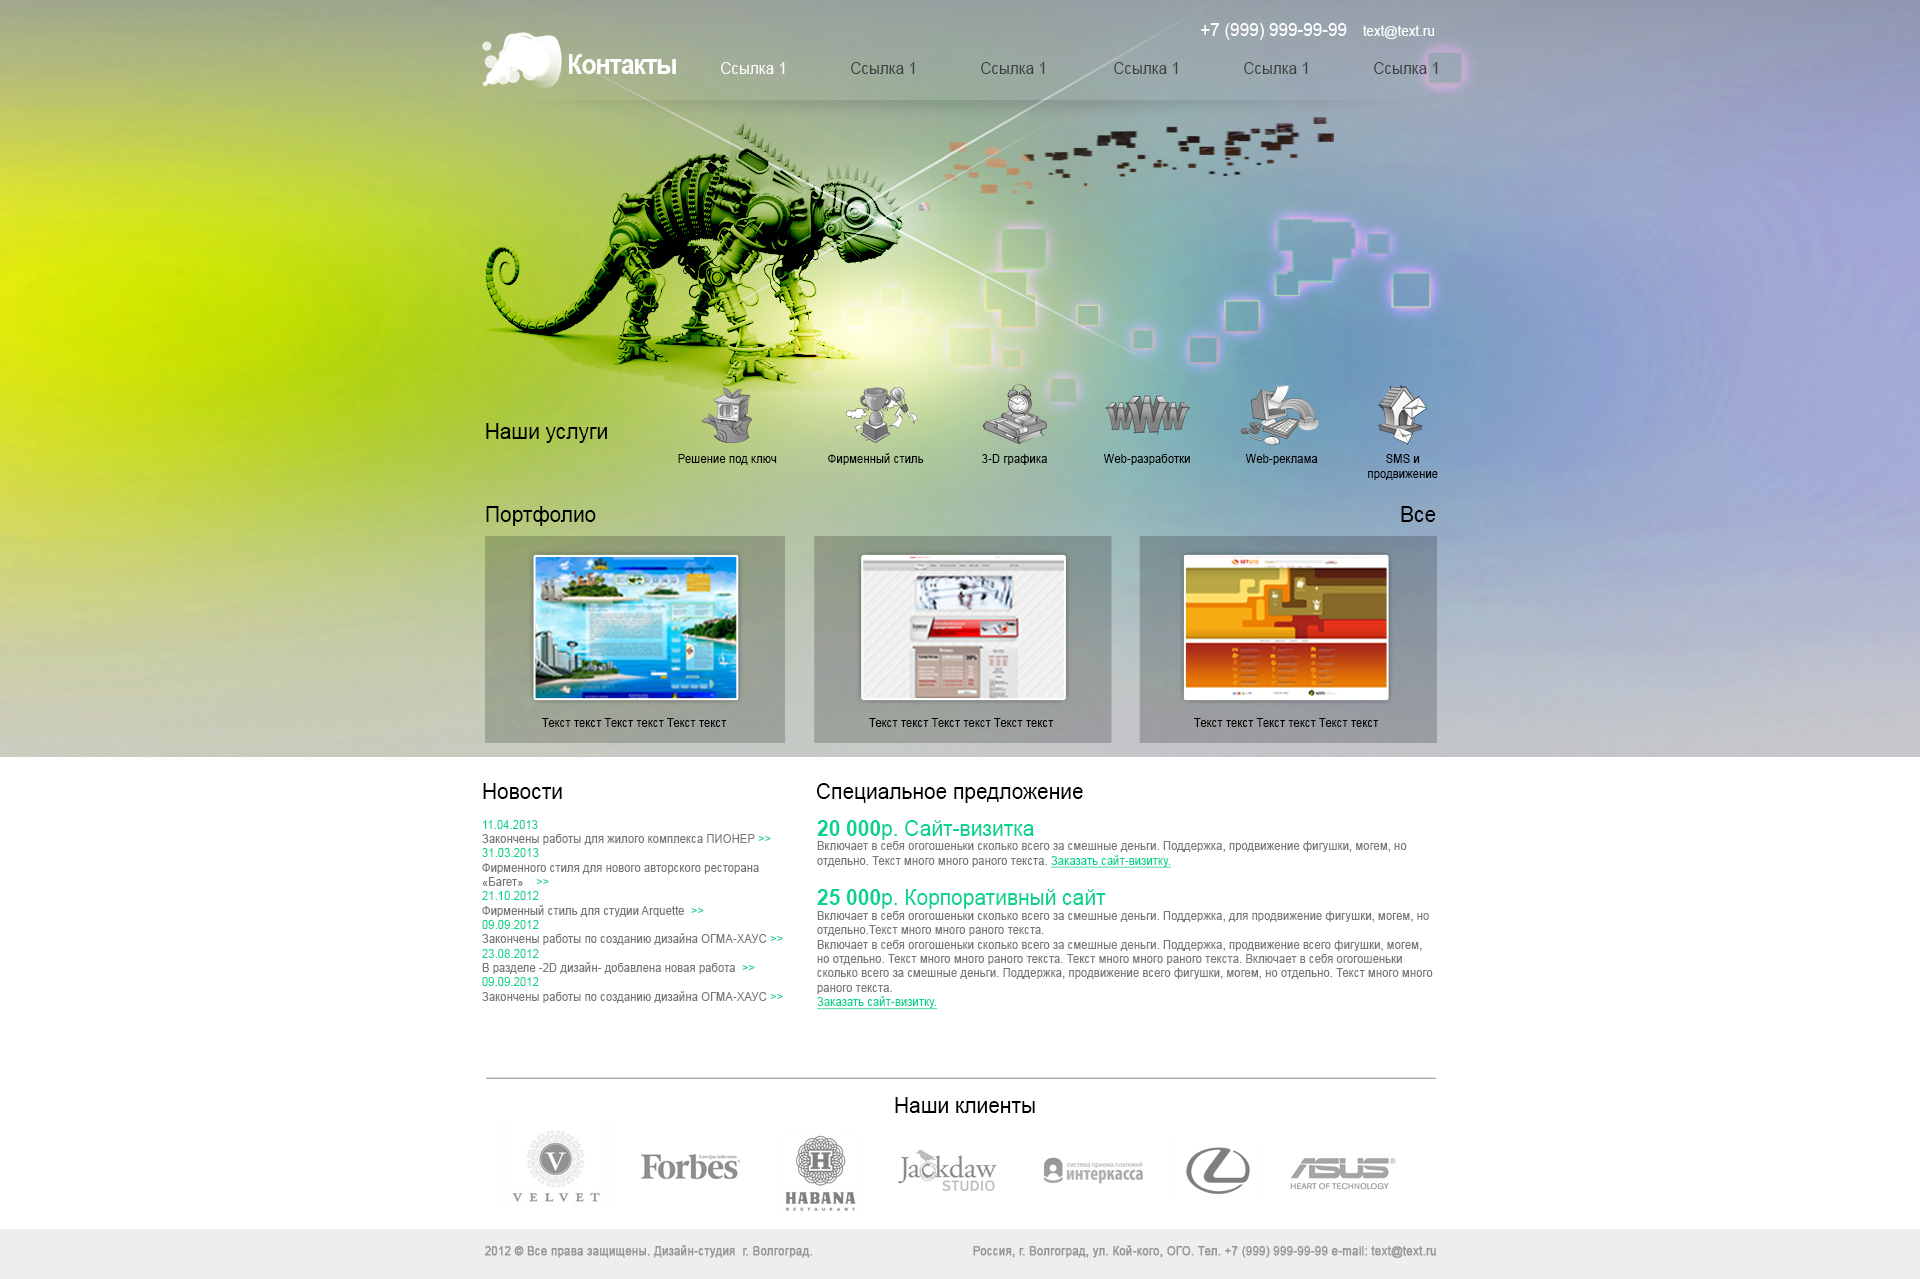 +7 (999) 999-99-99 text@text.ru
Контакты
Ссылка 1 Ссылка 1 Ссылка 1 Ссылка 1 Ссылка 1 Ссылка 1
Наши услуги
WWW
Решение под ключ
Фирменный стиль
3-D графика
Web-разработки
Web-реклама
SMS и
продвижение
Портфолио
Все
Текст текст Текст текст Текст текст
Текст текст Текст текст Текст текст
Текст текст Текст текст Текст текст
Новости
11.04.2013
Закончены работы для жилого комплекса ПИОНЕР >>
31.03.2013
Фирменного стиля для нового авторского ресторана
«Багет» >>
21.10.2012
Фирменный стиль для студии Arquette >>
09.09.2012
Закончены работы по созданию дизайна ОГМА-ХАУС >>
23.08.2012
В разделе -2D дизайн- добавлена новая работа >>
09.09.2012
Закончены работы по созданию дизайна ОГМА-ХАУС >>
Специальное предложение
20 000р. Сайт-визитка
Включает в себя огогошеньки сколько всего за смешные деньги. Поддержка, продвижение фигушки, могем, но
отдельно. Текст много много раного текста. Заказать сайт-визитку.
25 000р. Корпоративный сайт
Включает в себя огогошеньки сколько всего за смешные деньги. Поддержка, для продвижение фигушки, могем, но
отдельно.Текст много много раного текста.
Включает в себя огогошеньки сколько всего за смешные деньги. Поддержка, продвижение всего фигушки, могем,
но отдельно. Текст много много раного текста. Текст много много раного текста. Включает в себя огогошеньки
сколько всего за смешные деньги. Поддержка, продвижение всего фигушки, могем, но отдельно. Текст много много
раного текста.
Заказать сайт-визитку.
Наши клиенты
V
VELVET
Forbes
H
HABANA
RESTAURANT
Jackdaw
STUDIO
система приема платежей
интеркасса
L
ASUS®
HEART OF TECHNOLOGY
2012 © Все права защищены. Дизайн-студия г. Волгоград.
Россия, г. Волгоград, ул. Кой-кого, ОГО. Тел. +7 (999) 999-99-99 e-mail: text@text.ru